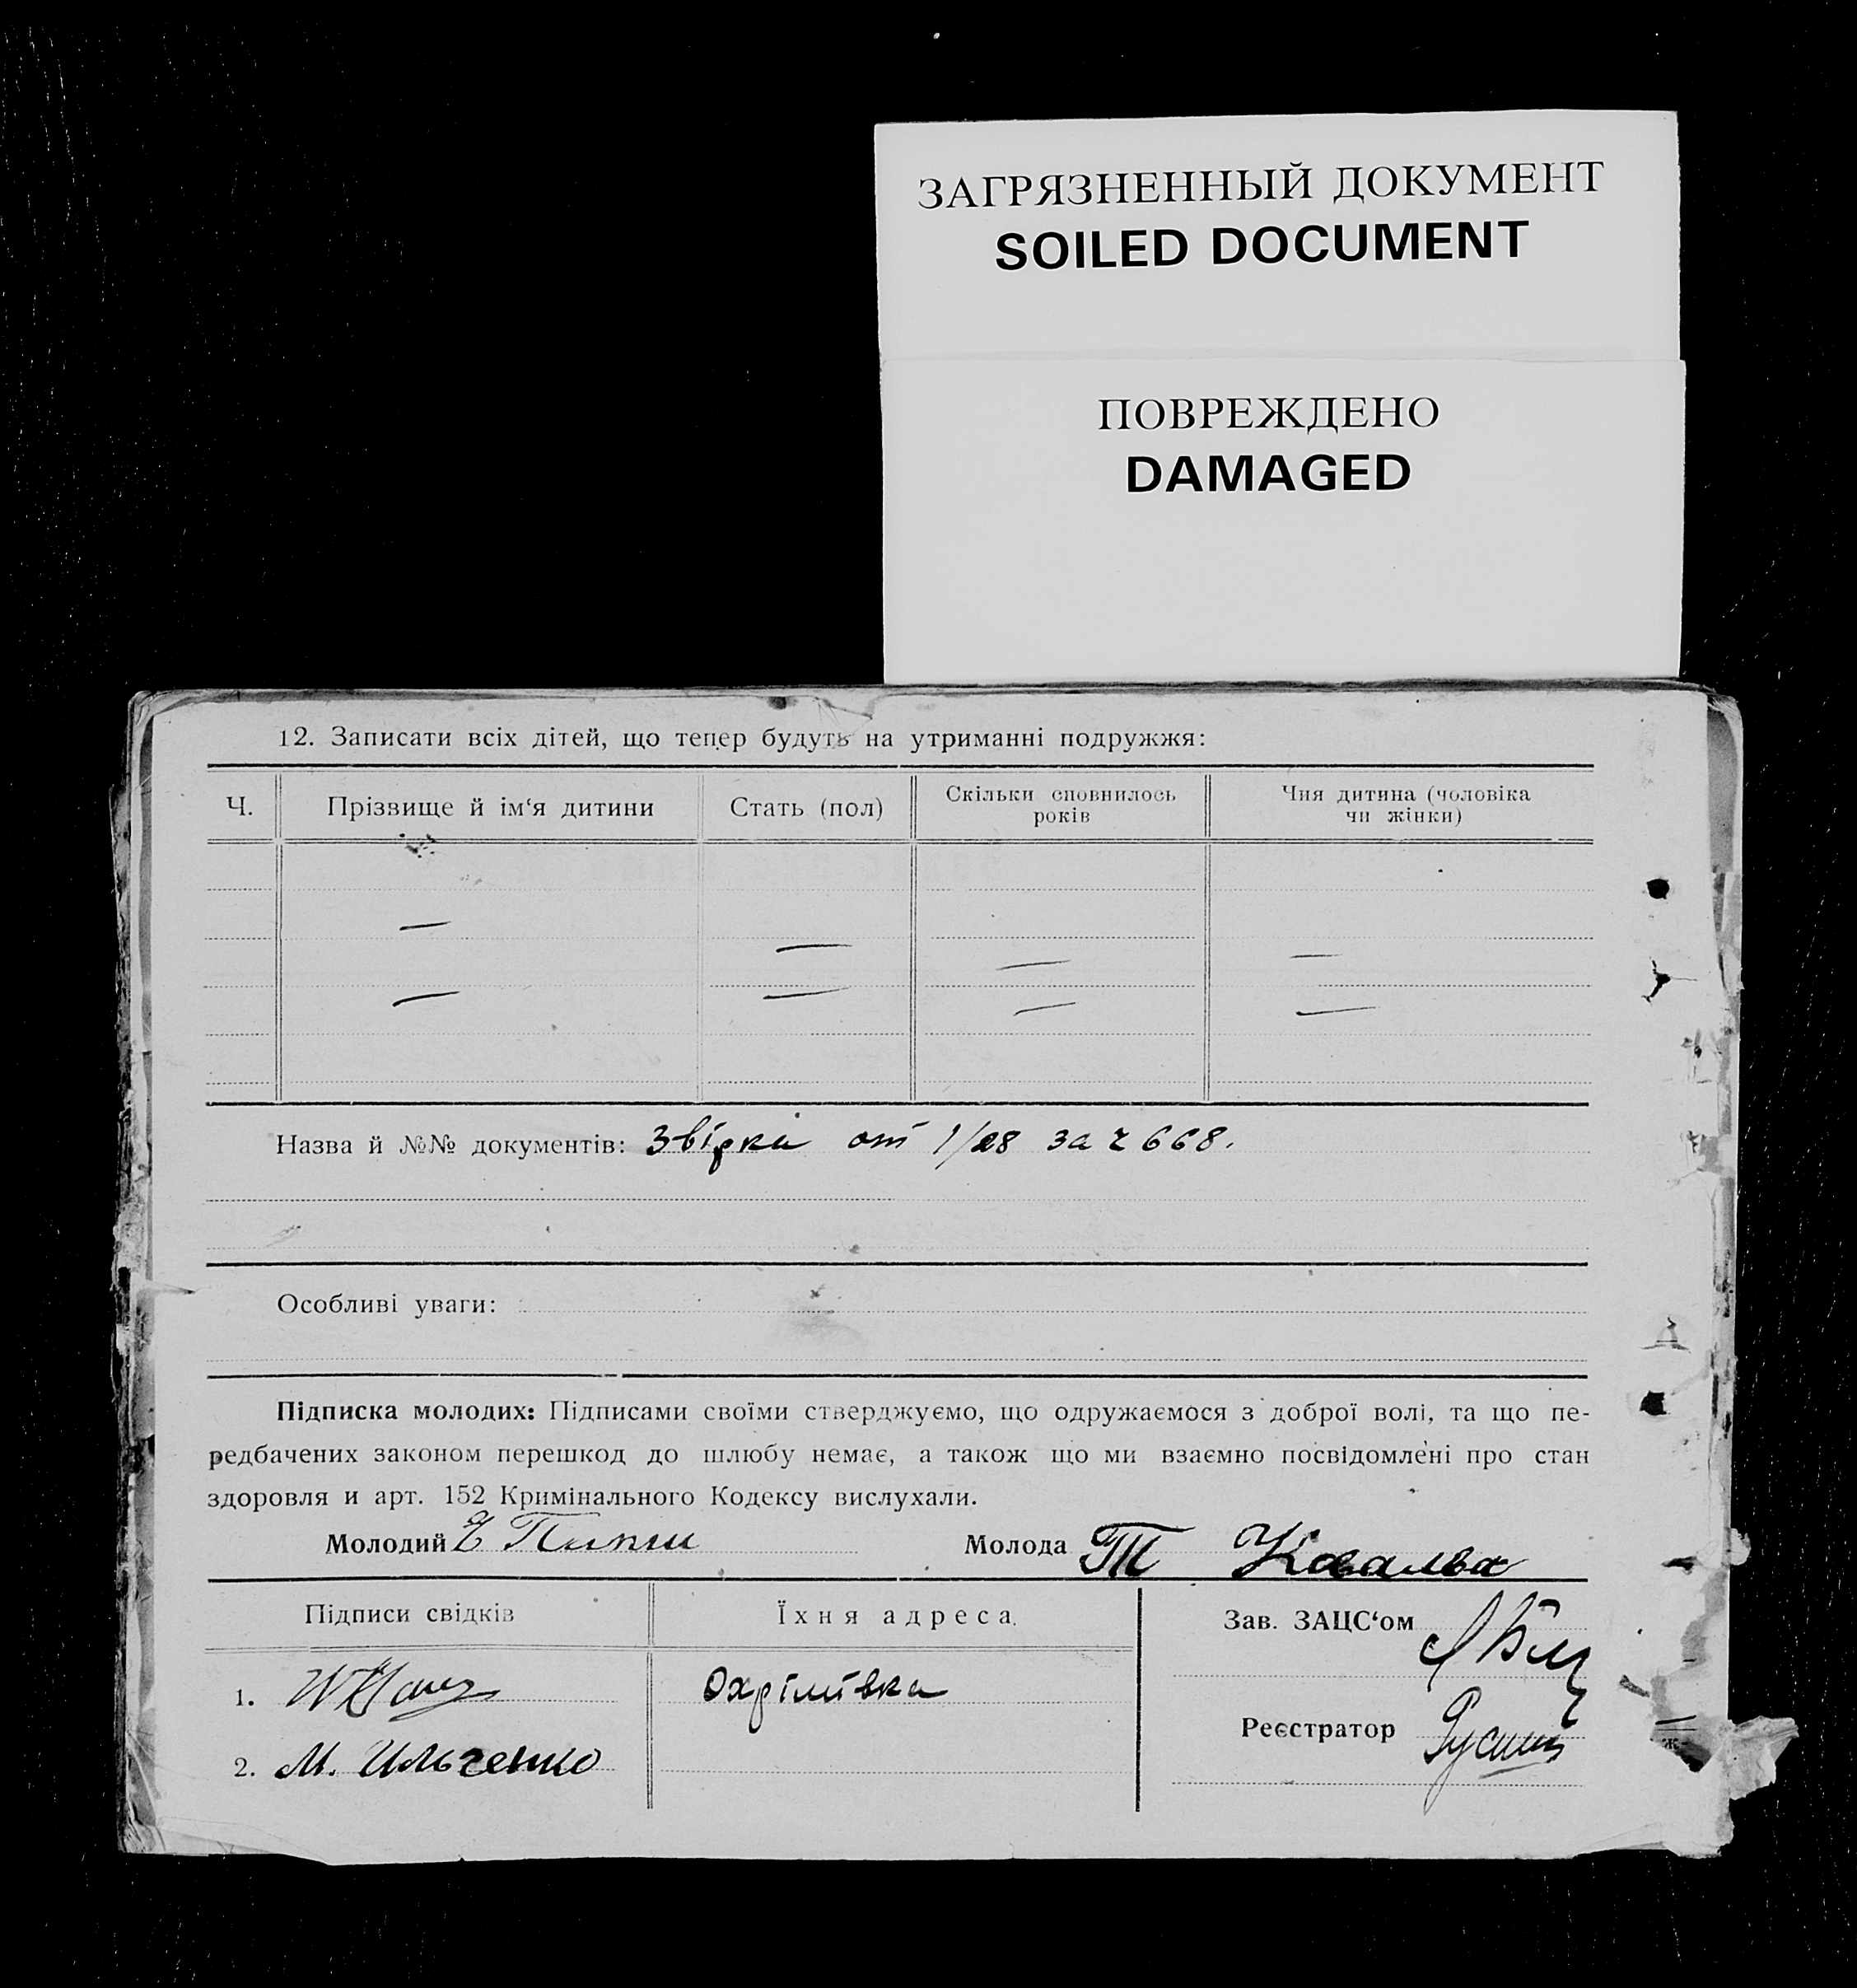 ЗАГРЯЗНЕННЫЙ ДОКУМЕНТ
SOILED DOCUMENT
ПОВРЕЖДЕНО
DAMAGED
12. Записати всіх дітей, що тепер будуть на утриманні подружжя:
Ч. Прізвище й ім‘я дитини Стать (пол) Скільки сповнилось років Чия дитина (чоловіка чи жінки)
— 
— — —
— — — —
Назва й №№ документів: Звірка от 1/28 за 2668.
Особливі уваги:
Підписка молодих: Підписами своїми стверджуємо, що одружаємося з доброї волі, та що пе-
редбачених законом перешкод до шлюбу немає, а також що ми взаємно посвідомлені про стан
здоровля и арт. 152 Кримінального Кодексу вислухали.
Молодий Молода Т Ковальва
Підписи свідків Їхня адреса Зав. ЗАЦС‘ом
1. Охрімівка
Реєстратор
2. М. Ильченко